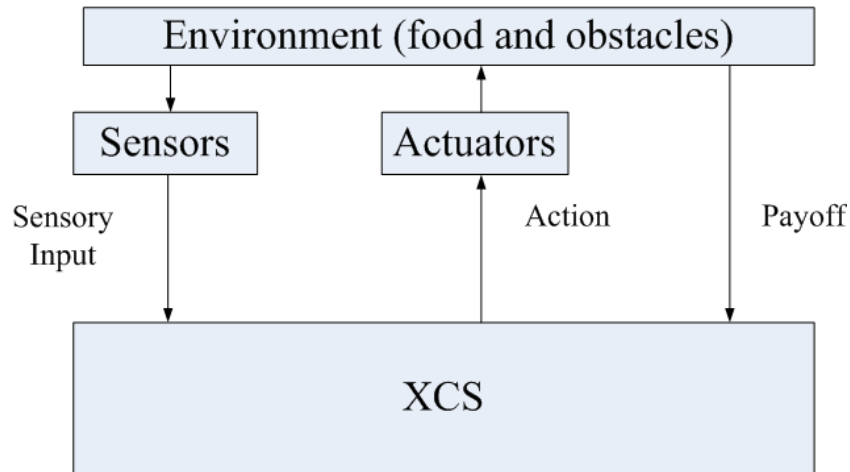 Environment (food and obstacles)
Sensors
Actuators
Sensory
Input
Action
Payoff
XCS